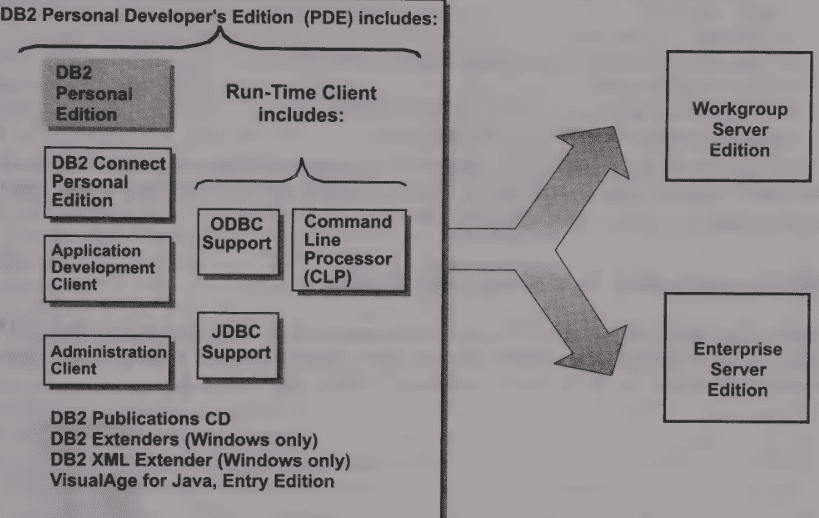 DB2 Personal Developer's Edition (PDE) includes:
DB2
Personal
Edition
Run-Time Client
includes:
DB2 Connect
Personal
Edition
ODBC
Support
Command
Line
Processor
(CLP)
Application
Development
Client
JDBC
Support
Administration
Client
DB2 Publications CD
DB2 Extenders (Windows only)
DB2 XML Extender (Windows only)
VisualAge for Java, Entry Edition
Workgroup
Server
Edition
Enterprise
Server
Edition